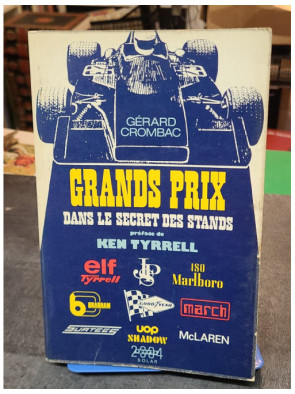 GÉRARD
CROMBAC
GRANDS PRIX
DANS LE SECRET DES STANDS
préface de
KEN TYRRELL
elf
Tyrrell
JPS
ISO
Marlboro
BRABHAM
GOODYEAR
march
SURTEES
uop
SHADOW
McLAREN
SOLAR